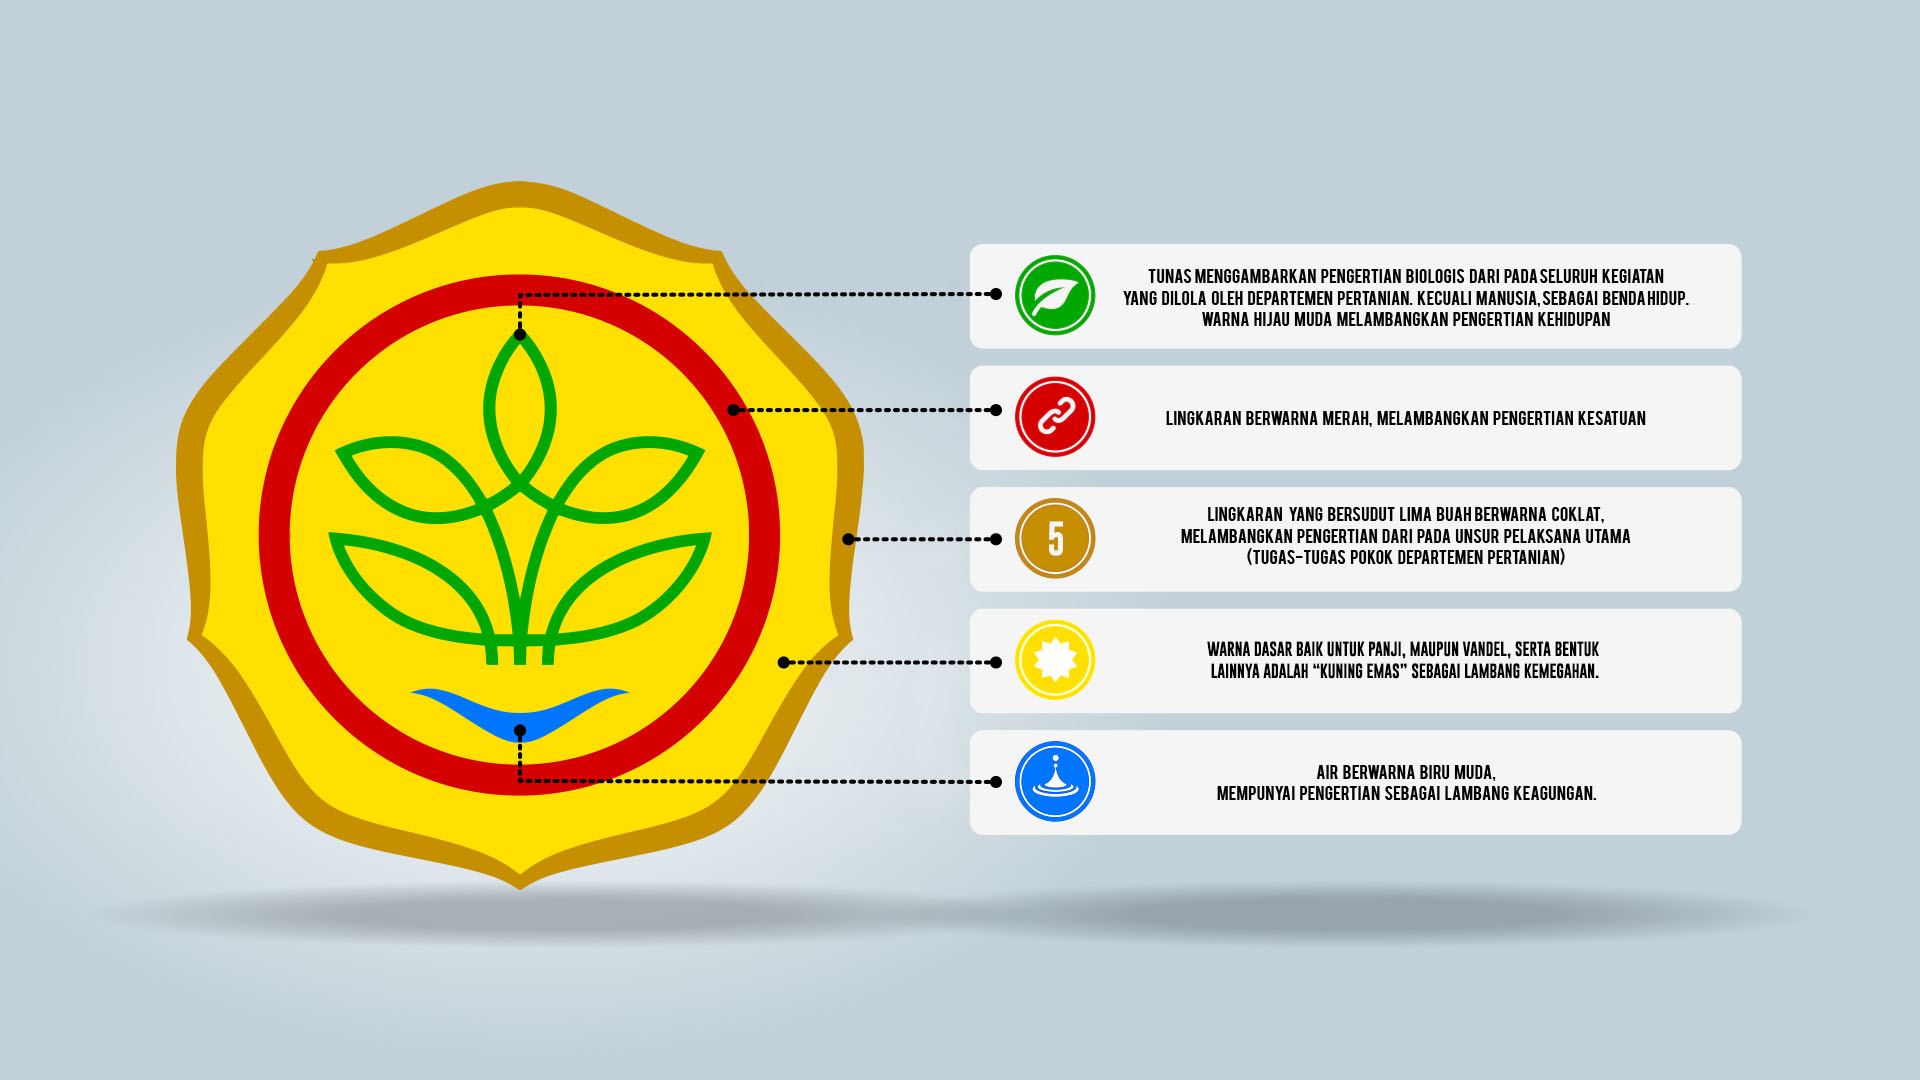 TUNAS MENGGAMBARKAN PENGERTIAN BIOLOGIS DARI PADA SELURUH KEGIATAN
YANG DILOLA OLEH DEPARTEMEN PERTANIAN. KECUALI MANUSIA, SEBAGAI BENDA HIDUP.
WARNA HIJAU MUDA MELAMBANGKAN PENGERTIAN KEHIDUPAN
LINGKARAN BERWARNA MERAH, MELAMBANGKAN PENGERTIAN KESATUAN
5
LINGKARAN YANG BERSUDUT LIMA BUAH BERWARNA COKLAT,
MELAMBANGKAN PENGERTIAN DARI PADA UNSUR PELAKSANA UTAMA
(TUGAS-TUGAS POKOK DEPARTEMEN PERTANIAN)
WARNA DASAR BAIK UNTUK PANJI, MAUPUN VANDEL, SERTA BENTUK
LAINNYA ADALAH “KUNING EMAS” SEBAGAI LAMBANG KEMEGAHAN.
AIR BERWARNA BIRU MUDA,
MEMPUNYAI PENGERTIAN SEBAGAI LAMBANG KEAGUNGAN.